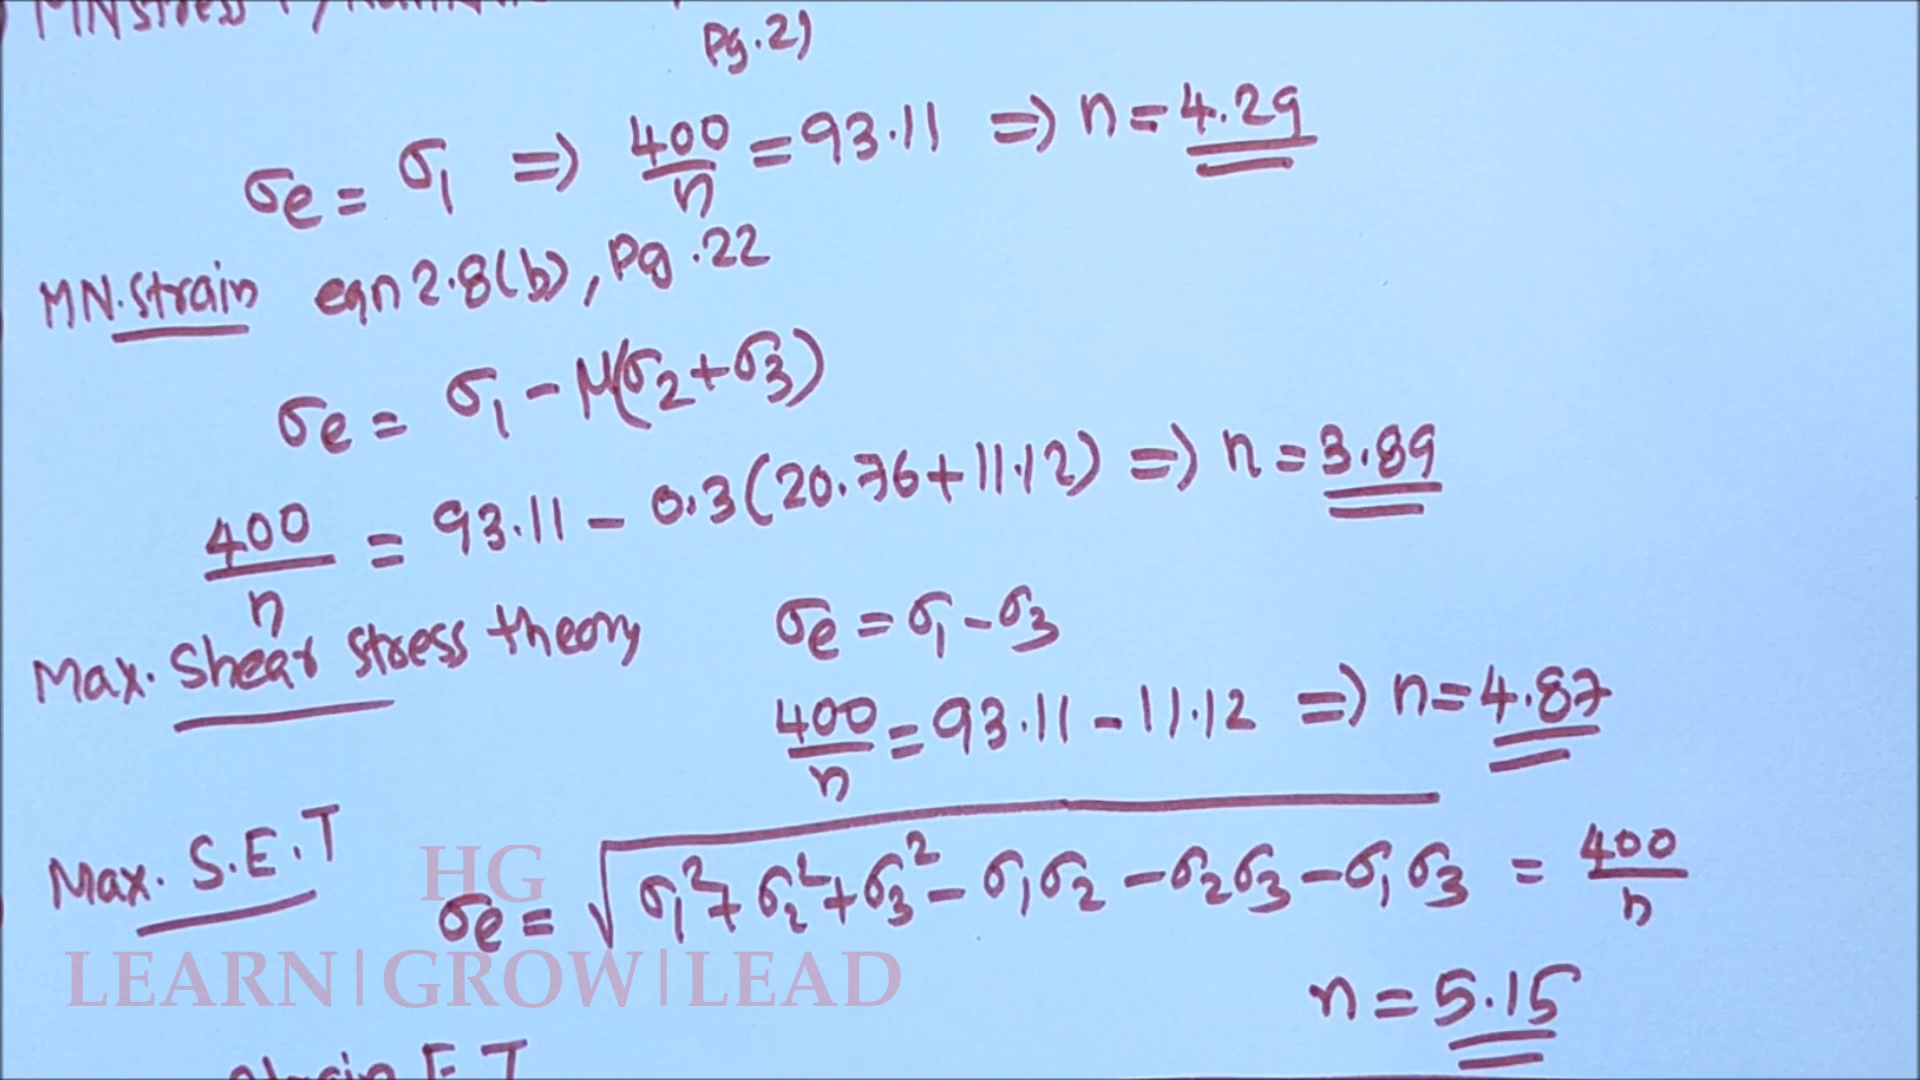 MN stress
Pg.21
σe = σ1 => 400/n = 93.11 => n = 4.29
MN.strain eqn 2.8(b), Pg.22
σe = σ1 - μ(σ2+σ3)
400/n = 93.11 - 0.3(20.76+11.12) => n = 3.89
Max. Shear stress theory σe = σ1 - σ3
400/n = 93.11 - 11.12 => n = 4.87
Max. S.E.T
HG
σe = √(σ1²+σ2²+σ3² - σ1σ2 - σ2σ3 - σ1σ3) = 400/n
LEARN|GROW|LEAD
n = 5.15
Strain E.T